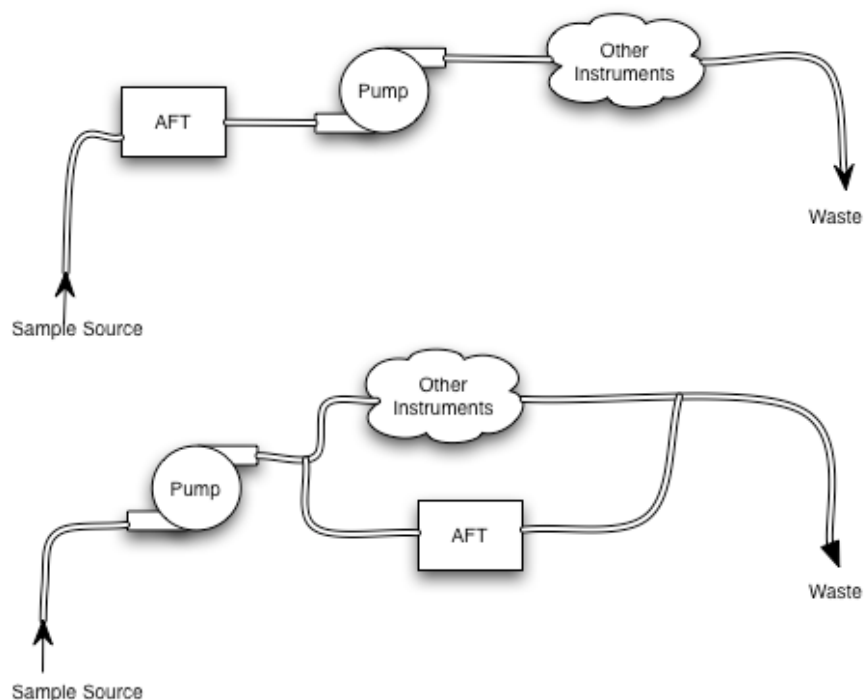 Other
Instruments
Pump
AFT
Waste
Sample Source
Other
Instruments
Pump
AFT
Waste
Sample Source